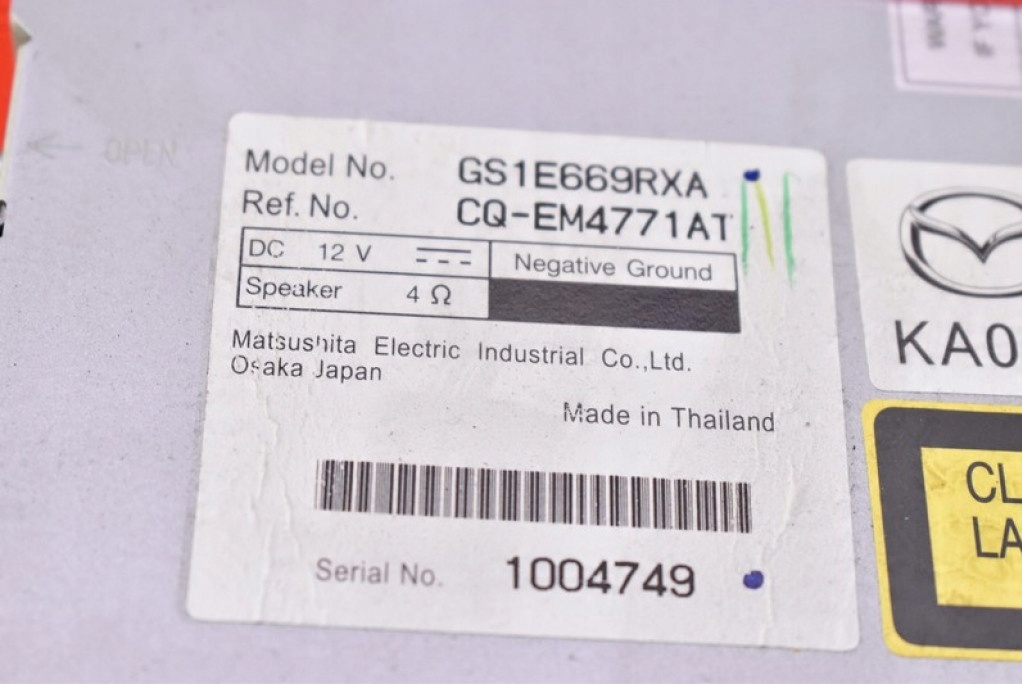 OPEN
Model No. GS1E669RXA
Ref. No. CQ-EM4771AT
DC 12 V
Negative Ground
Speaker 4 Ω
Matsushita Electric Industrial Co.,Ltd.
Osaka Japan
Made in Thailand
Serial No. 1004749
KA0
CL
LA